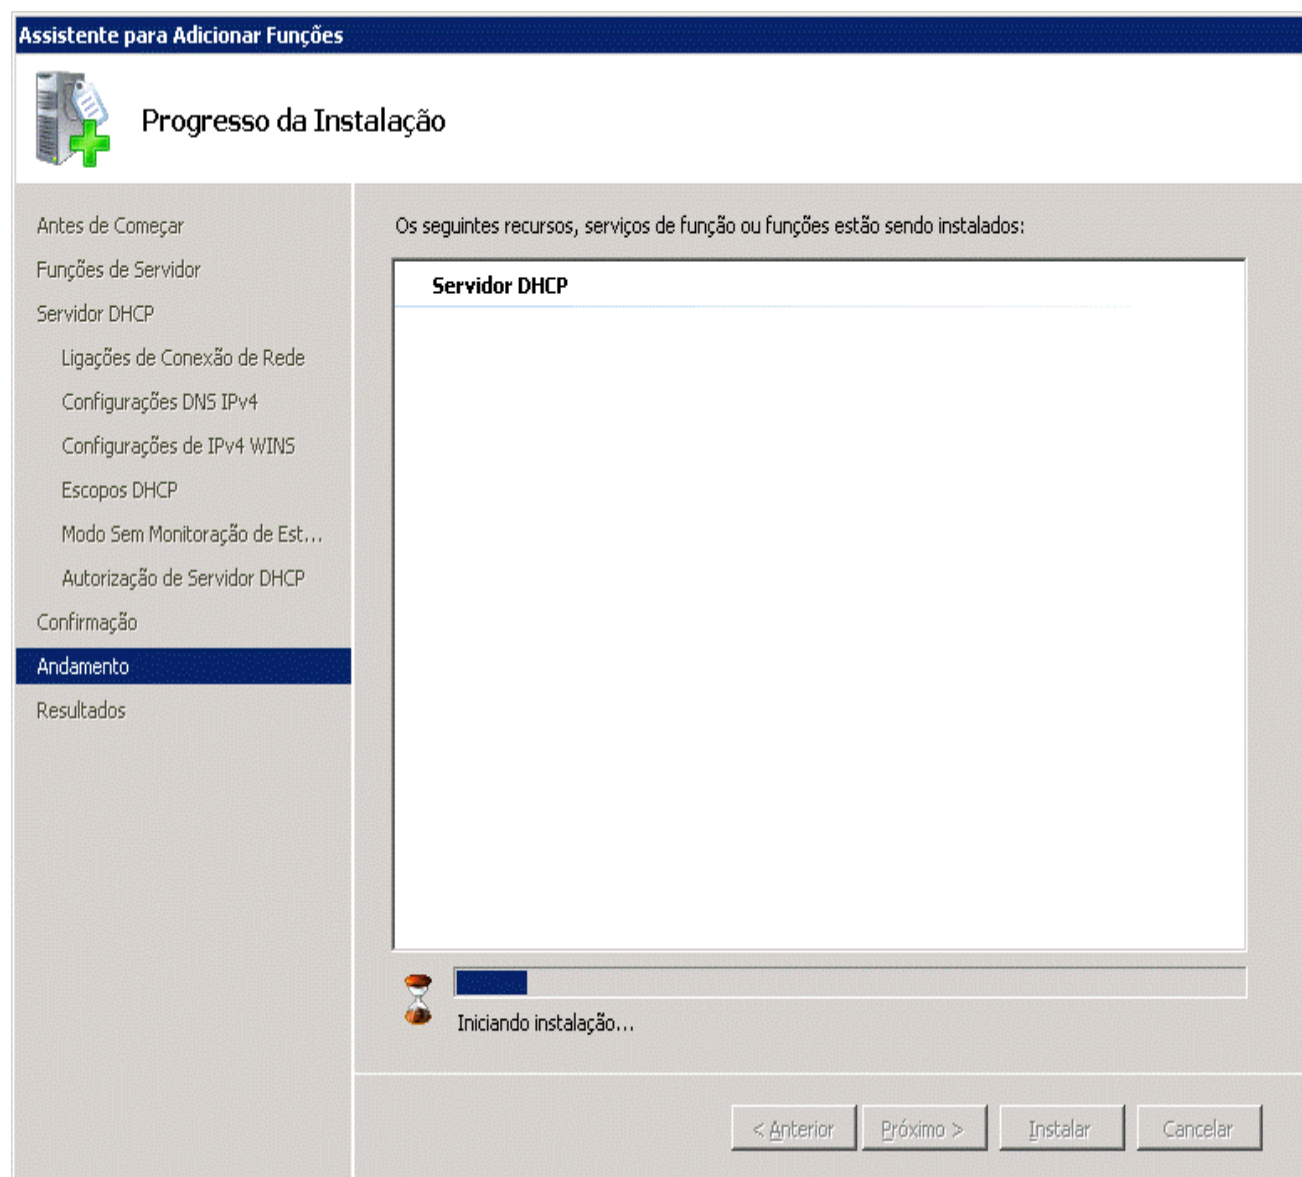 Assistente para Adicionar Funções
Progresso da Instalação
Antes de Começar
Funções de Servidor
Servidor DHCP
Ligações de Conexão de Rede
Configurações DNS IPv4
Configurações de IPv4 WINS
Escopos DHCP
Modo Sem Monitoração de Est...
Autorização de Servidor DHCP
Confirmação
Andamento
Resultados
Os seguintes recursos, serviços de função ou funções estão sendo instalados:
Servidor DHCP
Iniciando instalação...
< Anterior
Próximo >
Instalar
Cancelar